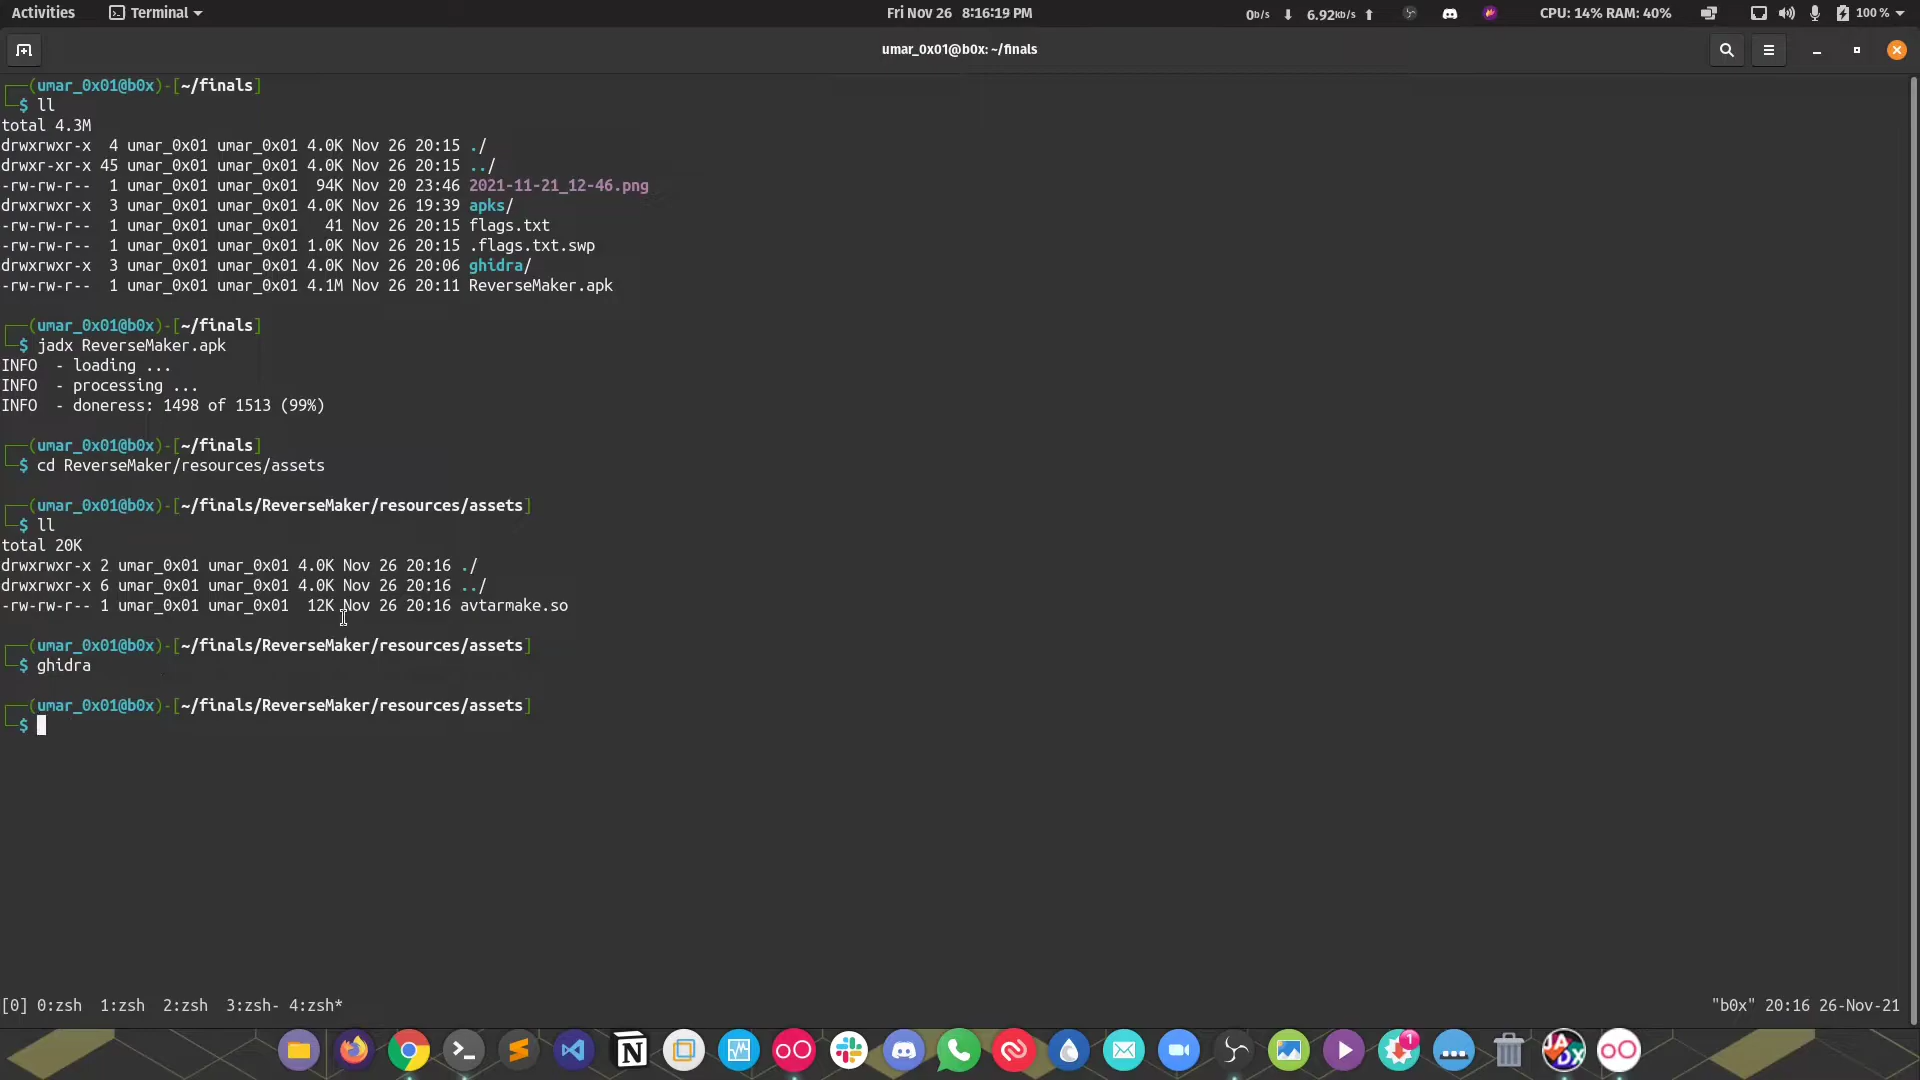 Activities Terminal Fri Nov 26 8:16:19 PM 0b/s 6.92kb/s CPU: 14% RAM: 40% 100 %
umar_0x01@b0x: ~/finals
(umar_0x01@b0x)-[~/finals]
$ ll
total 4.3M
drwxrwxr-x 4 umar_0x01 umar_0x01 4.0K Nov 26 20:15 ./
drwxr-xr-x 45 umar_0x01 umar_0x01 4.0K Nov 26 20:15 ../
-rw-rw-r-- 1 umar_0x01 umar_0x01 94K Nov 20 23:46 2021-11-21_12-46.png
drwxrwxr-x 3 umar_0x01 umar_0x01 4.0K Nov 26 19:39 apks/
-rw-rw-r-- 1 umar_0x01 umar_0x01 41 Nov 26 20:15 flags.txt
-rw-rw-r-- 1 umar_0x01 umar_0x01 1.0K Nov 26 20:15 .flags.txt.swp
drwxrwxr-x 3 umar_0x01 umar_0x01 4.0K Nov 26 20:06 ghidra/
-rw-rw-r-- 1 umar_0x01 umar_0x01 4.1M Nov 26 20:11 ReverseMaker.apk
(umar_0x01@b0x)-[~/finals]
$ jadx ReverseMaker.apk
INFO - loading ...
INFO - processing ...
INFO - doneress: 1498 of 1513 (99%)
(umar_0x01@b0x)-[~/finals]
$ cd ReverseMaker/resources/assets
(umar_0x01@b0x)-[~/finals/ReverseMaker/resources/assets]
$ ll
total 20K
drwxrwxr-x 2 umar_0x01 umar_0x01 4.0K Nov 26 20:16 ./
drwxrwxr-x 6 umar_0x01 umar_0x01 4.0K Nov 26 20:16 ../
-rw-rw-r-- 1 umar_0x01 umar_0x01 12K Nov 26 20:16 avtarmake.so
(umar_0x01@b0x)-[~/finals/ReverseMaker/resources/assets]
$ ghidra
(umar_0x01@b0x)-[~/finals/ReverseMaker/resources/assets]
$
[0] 0:zsh 1:zsh 2:zsh 3:zsh- 4:zsh* "b0x" 20:16 26-Nov-21
1
JADX